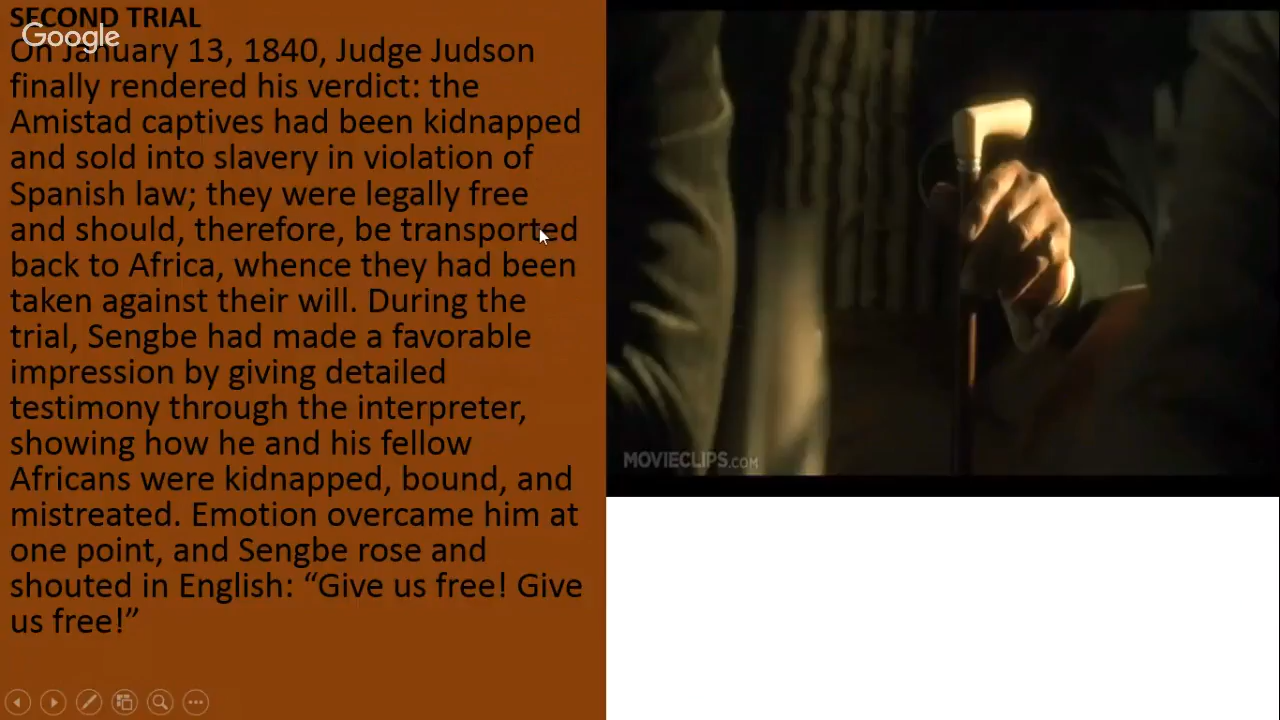 SECOND TRIAL
Google
On January 13, 1840, Judge Judson
finally rendered his verdict: the
Amistad captives had been kidnapped
and sold into slavery in violation of
Spanish law; they were legally free
and should, therefore, be transported
back to Africa, whence they had been
taken against their will. During the
trial, Sengbe had made a favorable
impression by giving detailed
testimony through the interpreter,
showing how he and his fellow
Africans were kidnapped, bound, and
mistreated. Emotion overcame him at
one point, and Sengbe rose and
shouted in English: “Give us free! Give
us free!”
MOVIECLIPS.COM